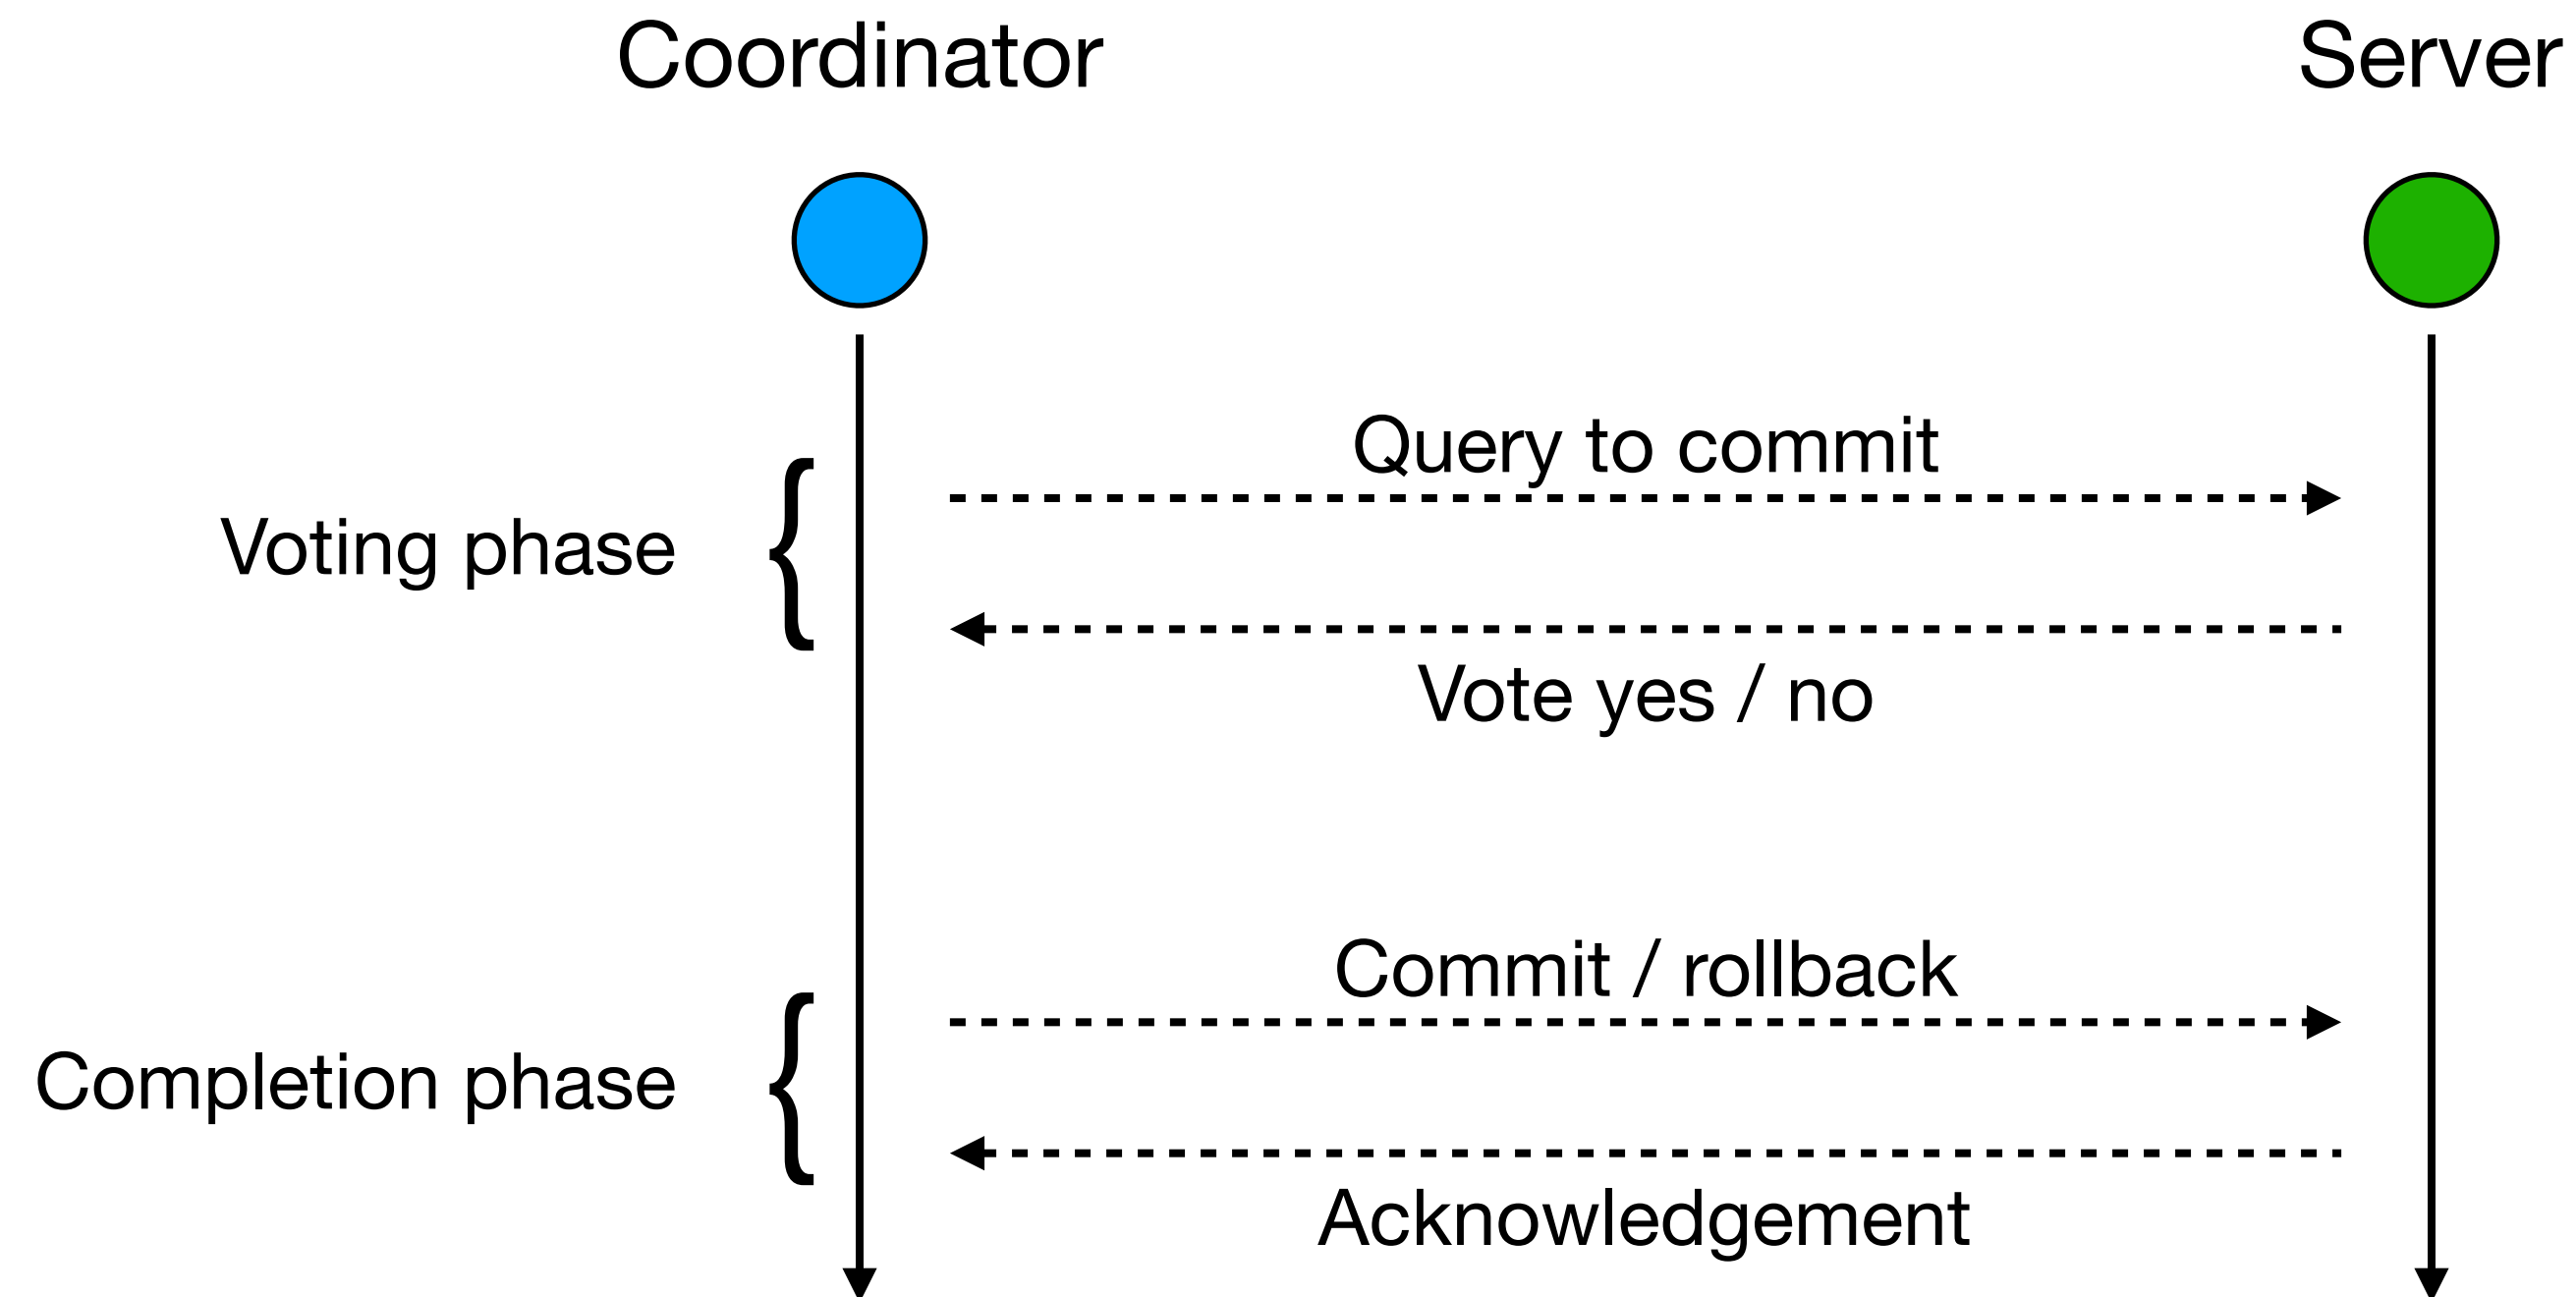 Coordinator
Server
Query to commit
Voting phase
Vote yes / no
Commit / rollback
Completion phase
Acknowledgement